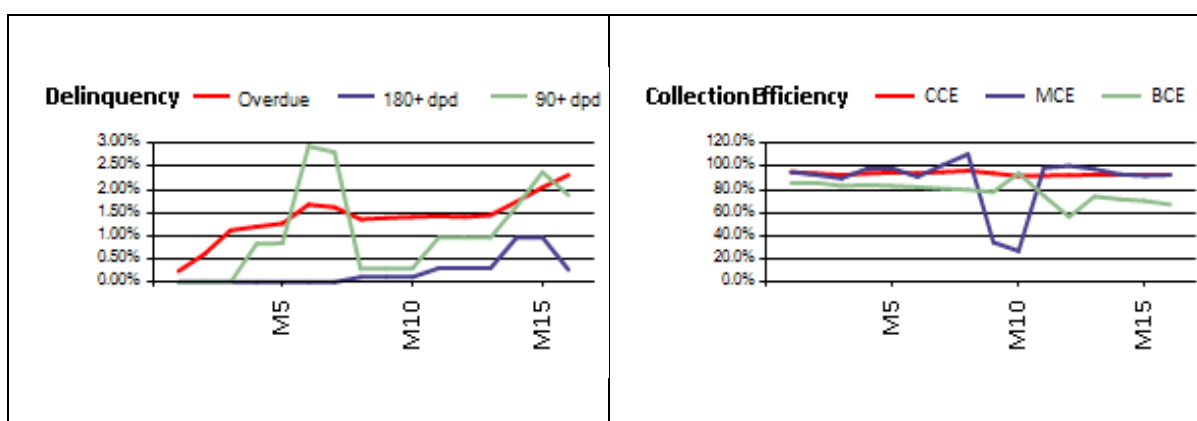 Delinquency Overdue 180+ dpd 90+ dpd
3.00%
2.50%
2.00%
1.50%
1.00%
0.50%
0.00%
M5
M10
M15
Collection Efficiency CCE MCE BCE
120.0%
100.0%
80.0%
60.0%
40.0%
20.0%
0.0%
M5
M10
M15